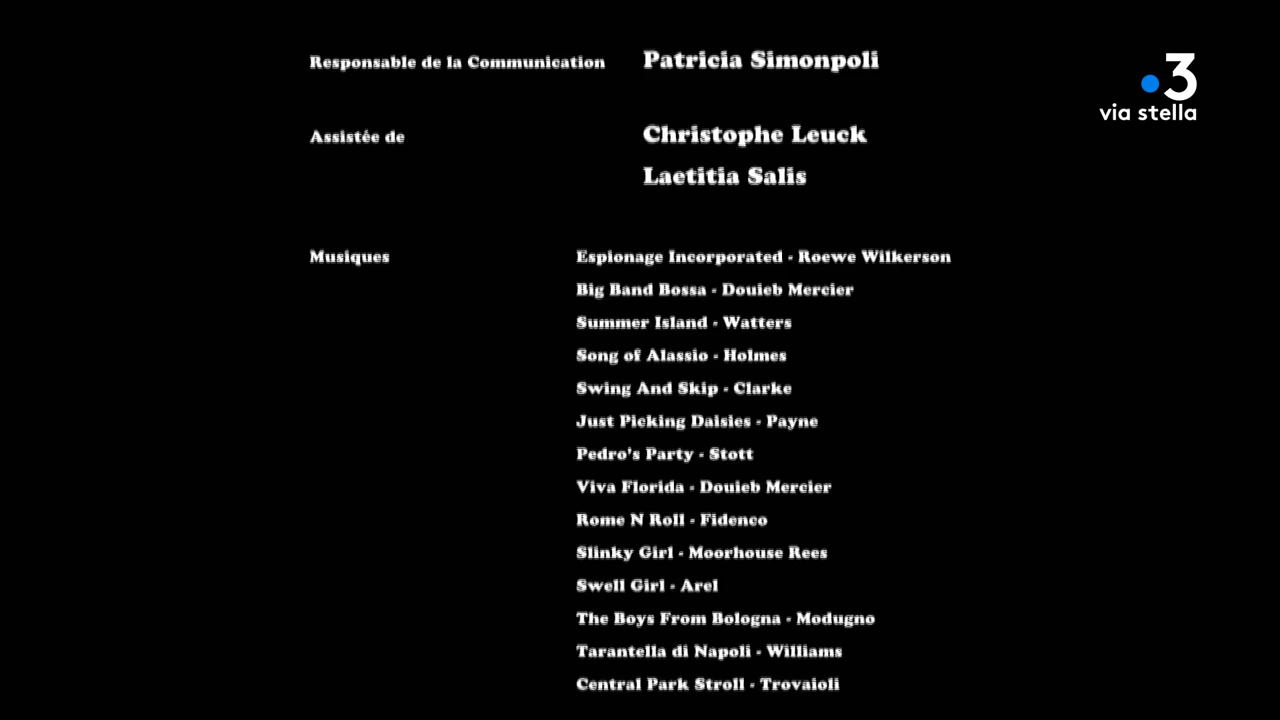 Responsable de la Communication Patricia Simonpoli
3
via stella
Assistée de Christophe Leuck
Laetitia Salis
Musiques Espionage Incorporated - Roewe Wilkerson
Big Band Bossa - Douieb Mercier
Summer Island - Watters
Song of Alassio - Holmes
Swing And Skip - Clarke
Just Picking Daisies - Payne
Pedro's Party - Stott
Viva Florida - Douieb Mercier
Rome N Roll - Fidenco
Slinky Girl - Moorhouse Rees
Swell Girl - Arel
The Boys From Bologna - Modugno
Tarantella di Napoli - Williams
Central Park Stroll - Trovaioli